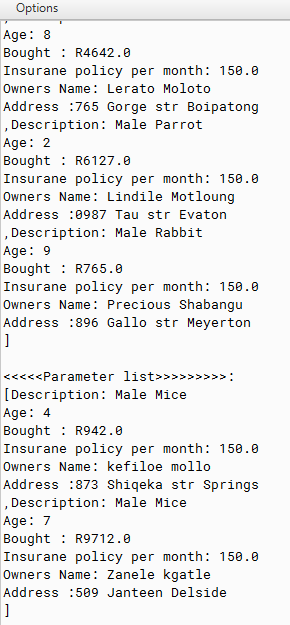 Options
Age: 8
Bought : R4642.0
Insurane policy per month: 150.0
Owners Name: Lerato Moloto
Address :765 Gorge str Boipatong
,Description: Male Parrot
Age: 2
Bought : R6127.0
Insurane policy per month: 150.0
Owners Name: Lindile Motloung
Address :0987 Tau str Evaton
,Description: Male Rabbit
Age: 9
Bought : R765.0
Insurane policy per month: 150.0
Owners Name: Precious Shabangu
Address :896 Gallo str Meyerton
]
<<<<<Parameter list>>>>>>>>>:
[Description: Male Mice
Age: 4
Bought : R942.0
Insurane policy per month: 150.0
Owners Name: kefiloe mollo
Address :873 Shiqeka str Springs
,Description: Male Mice
Age: 7
Bought : R9712.0
Insurane policy per month: 150.0
Owners Name: Zanele kgatle
Address :509 Janteen Delside
]